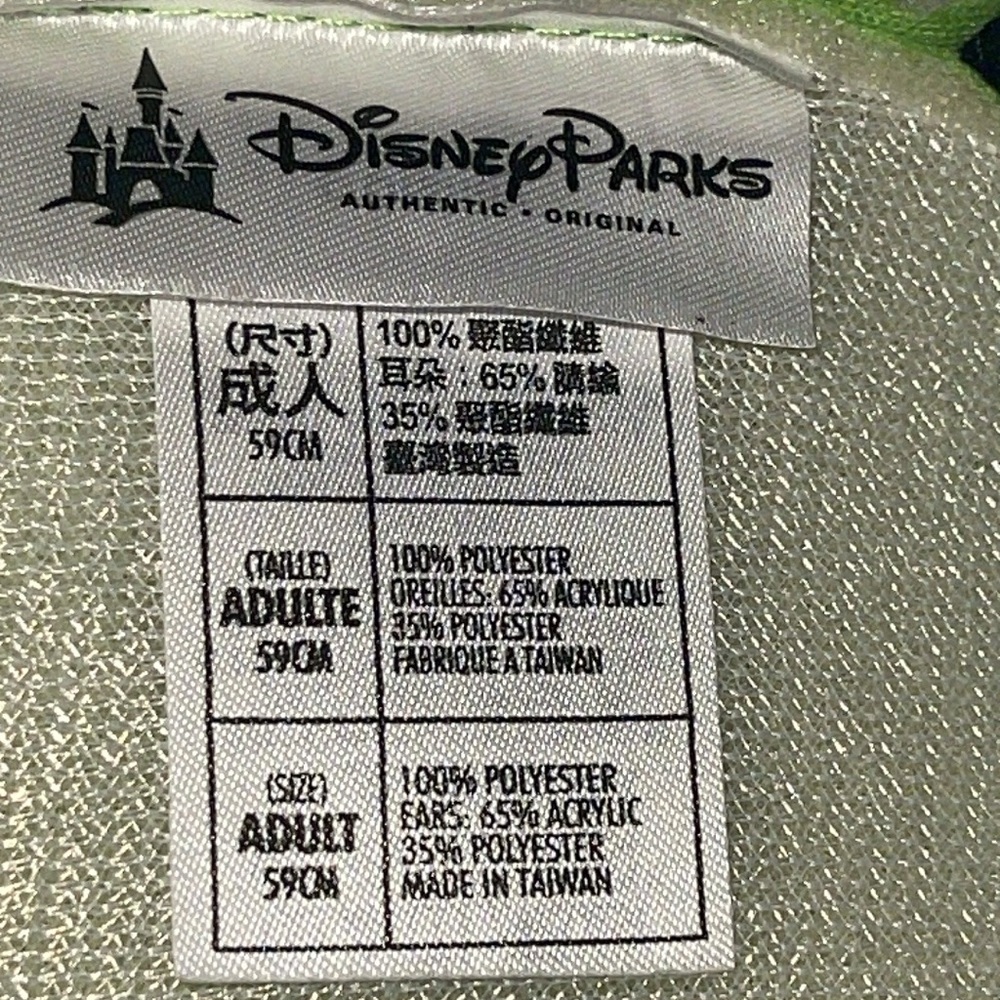 DISNEY PARKS
AUTHENTIC • ORIGINAL
(尺寸)
成人
59CM
100% 聚酯纖維
耳朵：65% 腈綸
35% 聚酯纖維
臺灣製造
(TAILLE)
ADULTE
59CM
100% POLYESTER
OREILLES: 65% ACRYLIQUE
35% POLYESTER
FABRIQUE A TAIWAN
(SIZE)
ADULT
59CM
100% POLYESTER
EARS: 65% ACRYLIC
35% POLYESTER
MADE IN TAIWAN